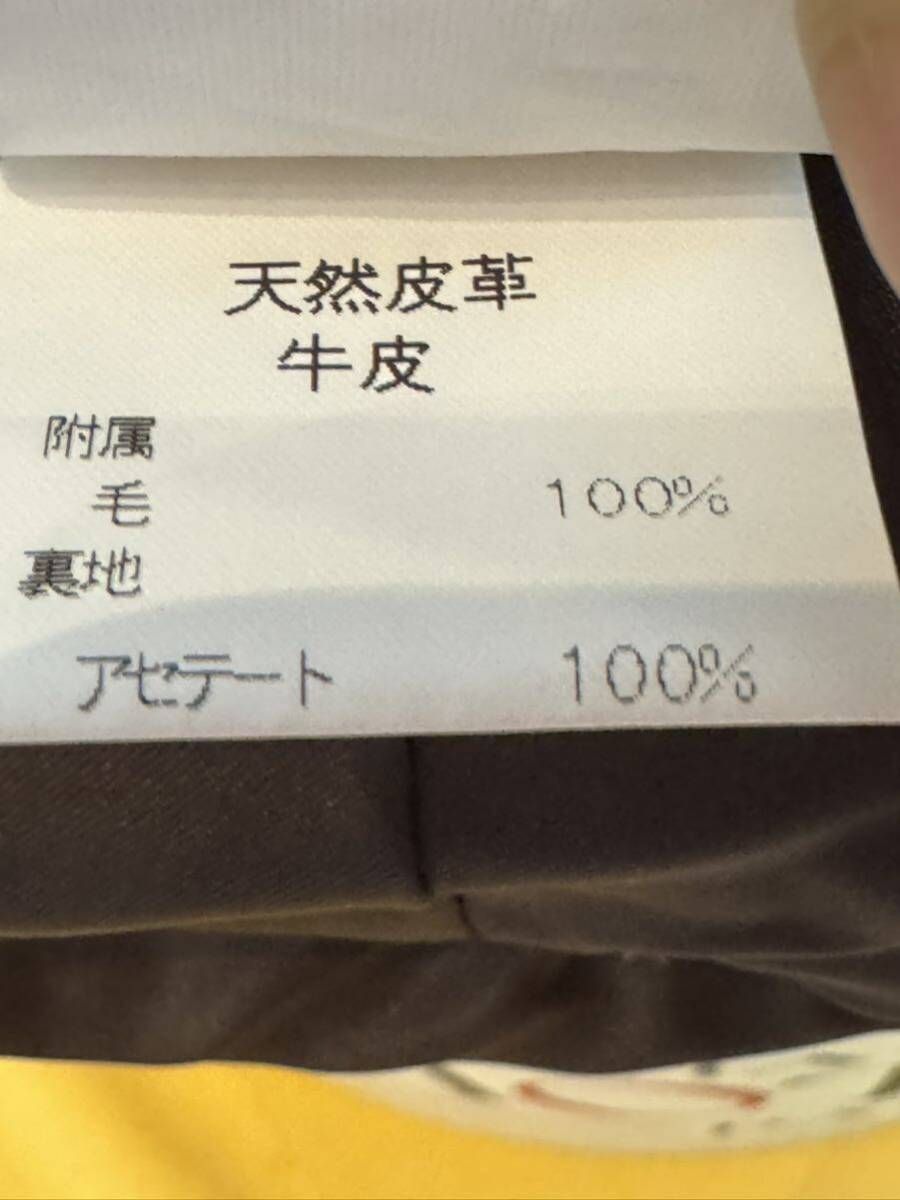 天然皮革
牛皮
附属
毛 100%
裏地
アセテート 100%